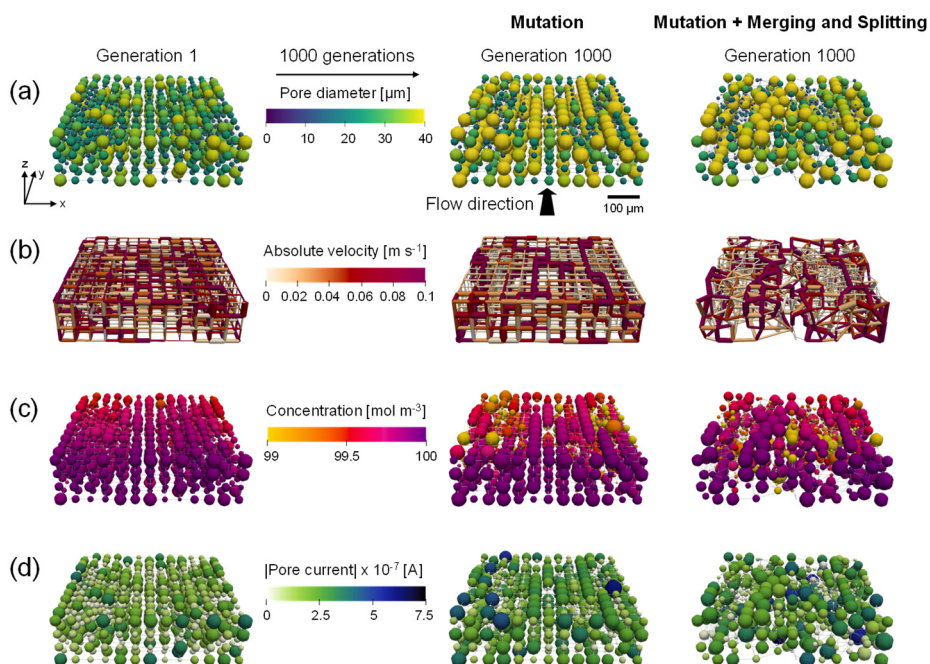 Mutation
Mutation + Merging and Splitting
Generation 1
1000 generations
Generation 1000
Generation 1000
(a)
Pore diameter [µm]
0 10 20 30 40
z
y
x
Flow direction
100 µm
(b)
Absolute velocity [m s⁻¹]
0 0.02 0.04 0.06 0.08 0.1
(c)
Concentration [mol m⁻³]
99 99.5 100
(d)
|Pore current| x 10⁻⁷ [A]
0 2.5 5 7.5